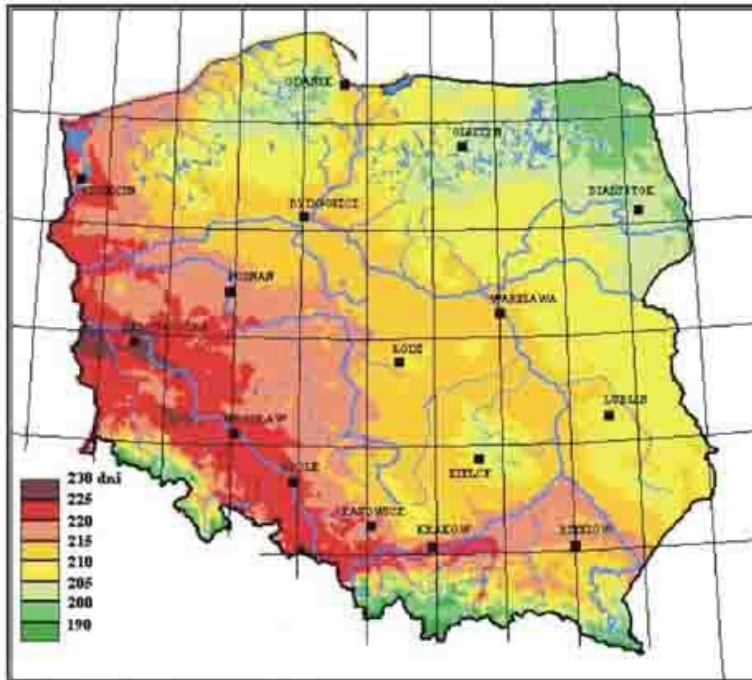 GDAŃSK
OLSZTYN
SZCZECIN
BIAŁYSTOK
BYDGOSZCZ
POZNAŃ
WARSZAWA
ŁÓDŹ
LUBLIN
WROCŁAW
OPOLE
KIELCE
KATOWICE
KRAKÓW
RZESZÓW
230 dni
225
220
215
210
205
200
190